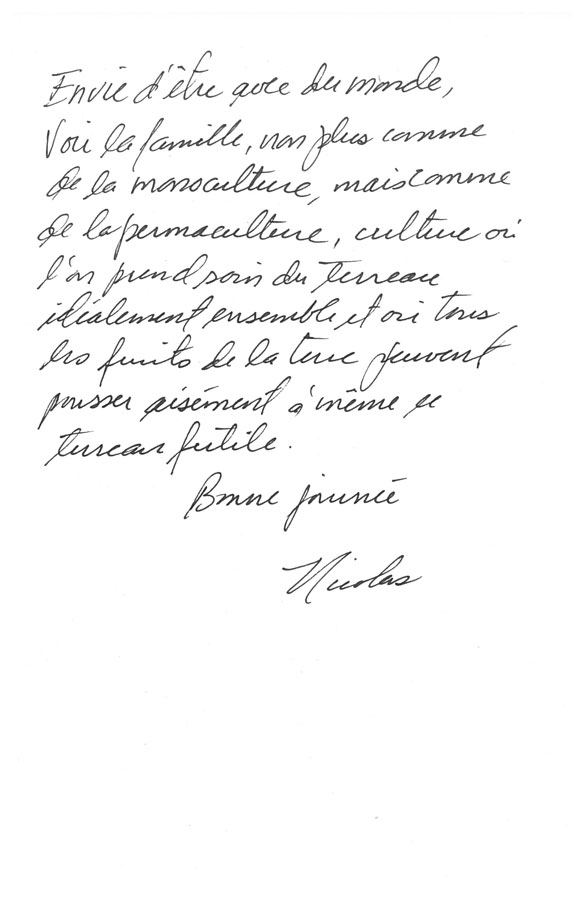 Envie d'être avec du monde,
Voir la famille, non plus comme
de la monoculture, mais comme
de la permaculture, culture où
l'on prend soin du terreau
idéalement ensemble et où tous
les fruits de la terre peuvent
pousser aisément à même ce
terreau fertile.
Bonne journée
Nicolas